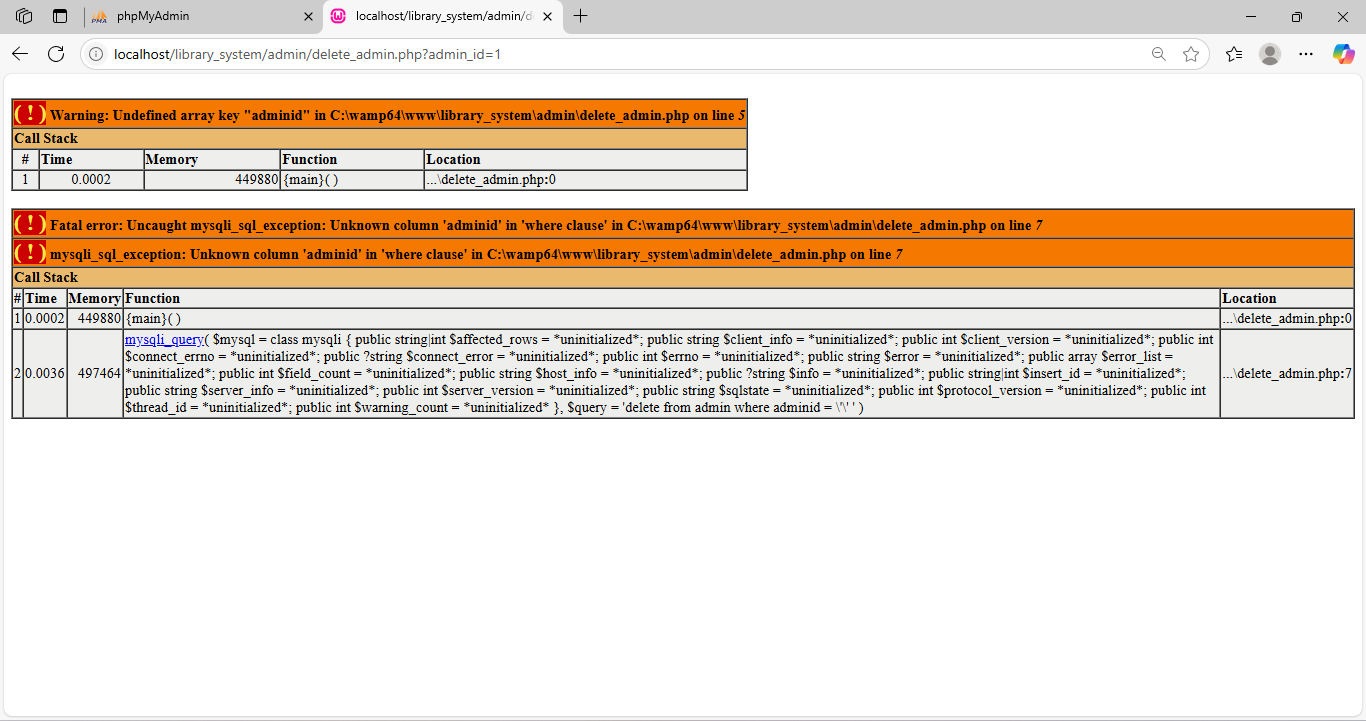 phpMyAdmin
localhost/library_system/admin/d
localhost/library_system/admin/delete_admin.php?admin_id=1
( ! ) Warning: Undefined array key "adminid" in C:\wamp64\www\library_system\admin\delete_admin.php on line 5
Call Stack
# Time Memory Function Location
1 0.0002 449880 {main}( ) ...\delete_admin.php:0
( ! ) Fatal error: Uncaught mysqli_sql_exception: Unknown column 'adminid' in 'where clause' in C:\wamp64\www\library_system\admin\delete_admin.php on line 7
( ! ) mysqli_sql_exception: Unknown column 'adminid' in 'where clause' in C:\wamp64\www\library_system\admin\delete_admin.php on line 7
Call Stack
# Time Memory Function Location
1 0.0002 449880 {main}( ) ...\delete_admin.php:0
mysqli_query( $mysql = class mysqli { public string|int $affected_rows = *uninitialized*; public string $client_info = *uninitialized*; public int $client_version = *uninitialized*; public int
$connect_errno = *uninitialized*; public ?string $connect_error = *uninitialized*; public int $errno = *uninitialized*; public string $error = *uninitialized*; public array $error_list =
2 0.0036 497464 *uninitialized*; public int $field_count = *uninitialized*; public string $host_info = *uninitialized*; public ?string $info = *uninitialized*; public string|int $insert_id = *uninitialized*; ...\delete_admin.php:7
public string $server_info = *uninitialized*; public int $server_version = *uninitialized*; public string $sqlstate = *uninitialized*; public int $protocol_version = *uninitialized*; public int
$thread_id = *uninitialized*; public int $warning_count = *uninitialized* }, $query = 'delete from admin where adminid = \'\' ' )